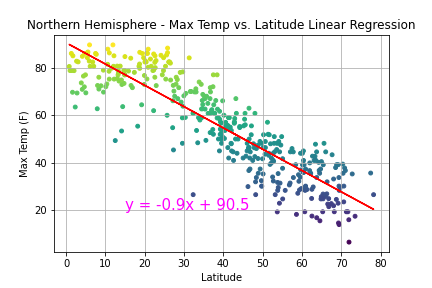 Northern Hemisphere - Max Temp vs. Latitude Linear Regression
80
60
40
20
Max Temp (F)
y = -0.9x + 90.5
0 10 20 30 40 50 60 70 80
Latitude